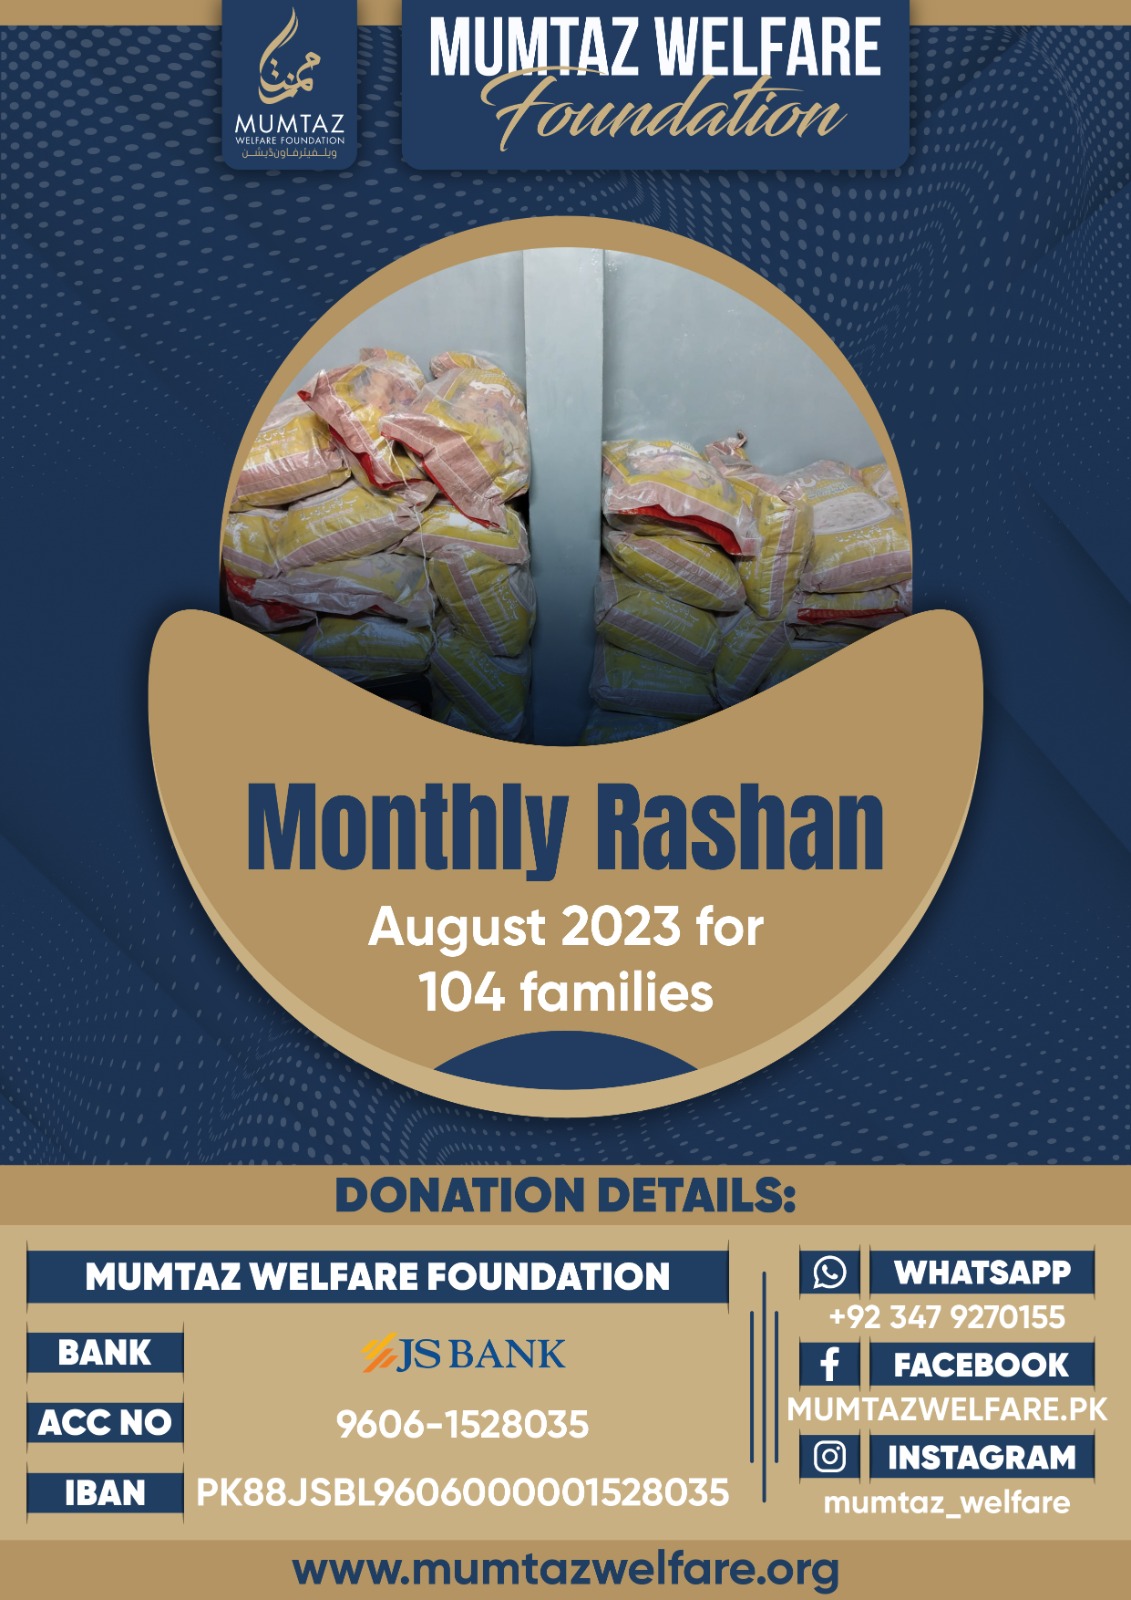 ممتاز
MUMTAZ
WELFARE FOUNDATION
ویلفیئرفاونڈیشن
MUMTAZ WELFARE
Foundation
Monthly Rashan
August 2023 for
104 families
DONATION DETAILS:
MUMTAZ WELFARE FOUNDATION
BANK
JS BANK
ACC NO
9606-1528035
IBAN
PK88JSBL9606000001528035
WHATSAPP
+92 347 9270155
FACEBOOK
MUMTAZWELFARE.PK
INSTAGRAM
mumtaz_welfare
www.mumtazwelfare.org